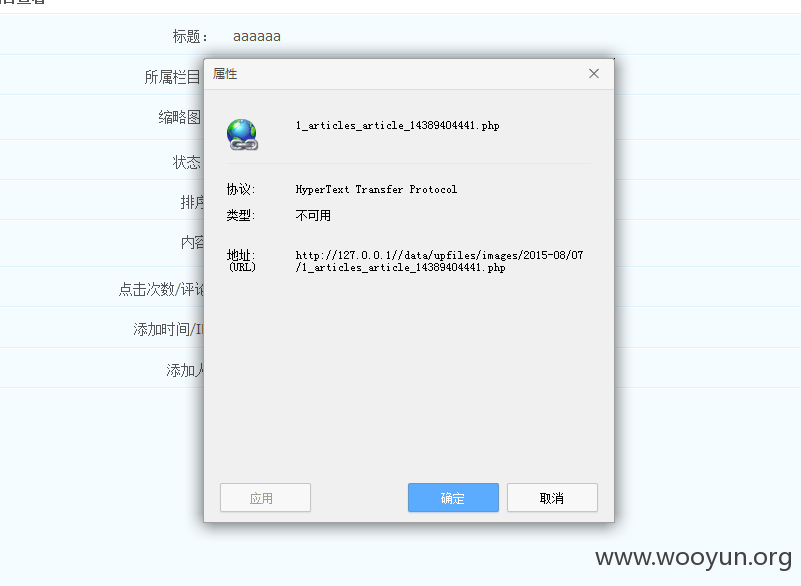 标题： aaaaaa
所属栏目
缩略图
状态
排序
内容
点击次数/评论
添加时间/I
添加人
属性
1_articles_article_14389404441.php
协议: HyperText Transfer Protocol
类型: 不可用
地址: http://127.0.0.1//data/upfiles/images/2015-08/07
(URL) /1_articles_article_14389404441.php
应用 确定 取消
www.wooyun.org